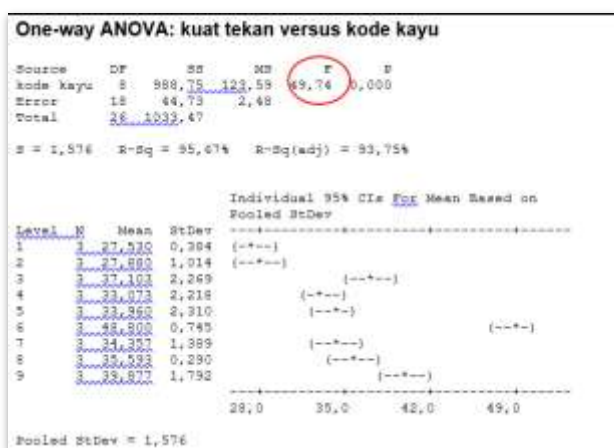 One-way ANOVA: kuat tekan versus kode kayu
Source DF SS MS F P
kode kayu 8 988,75 123,59 49,74 0,000
Error 18 44,73 2,48
Total 26 1033,47
S = 1,576 R-Sq = 95,67% R-Sq(adj) = 93,75%
Individual 95% CIs For Mean Based on
Pooled StDev
Level N Mean StDev
1 3 27,530 0,384
2 3 27,880 1,014
3 3 37,103 2,269
4 3 33,073 2,218
5 3 33,960 2,310
6 3 48,800 0,745
7 3 34,357 1,389
8 3 35,593 0,290
9 3 39,877 1,792
28,0 35,0 42,0 49,0
Pooled StDev = 1,576